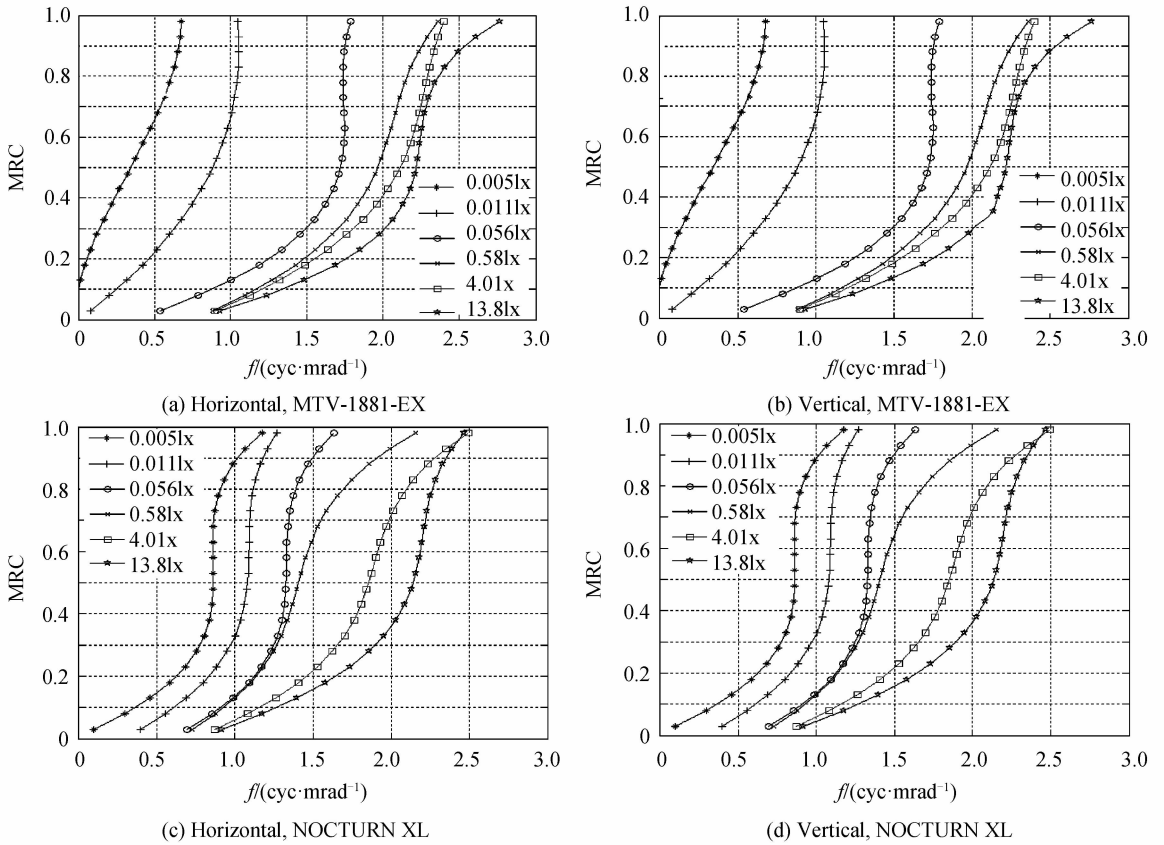 1.0
0.8
0.6
0.4
0.2
0
MRC
0.005lx
0.011lx
0.056lx
0.58lx
4.01x
13.8lx
0 0.5 1.0 1.5 2.0 2.5 3.0
f/(cyc·mrad⁻¹)
(a) Horizontal, MTV-1881-EX
1.0
0.8
0.6
0.4
0.2
0
MRC
0.005lx
0.011lx
0.056lx
0.58lx
4.01x
13.8lx
0 0.5 1.0 1.5 2.0 2.5 3.0
f/(cyc·mrad⁻¹)
(b) Vertical, MTV-1881-EX
1.0
0.8
0.6
0.4
0.2
0
MRC
0.005lx
0.011lx
0.056lx
0.58lx
4.01x
13.8lx
0.5 1.0 1.5 2.0 2.5 3.0
f/(cyc·mrad⁻¹)
(c) Horizontal, NOCTURN XL
1.0
0.8
0.6
0.4
0.2
0
MRC
0.005lx
0.011lx
0.056lx
0.58lx
4.01x
13.8lx
0.5 1.0 1.5 2.0 2.5 3.0
f/(cyc·mrad⁻¹)
(d) Vertical, NOCTURN XL